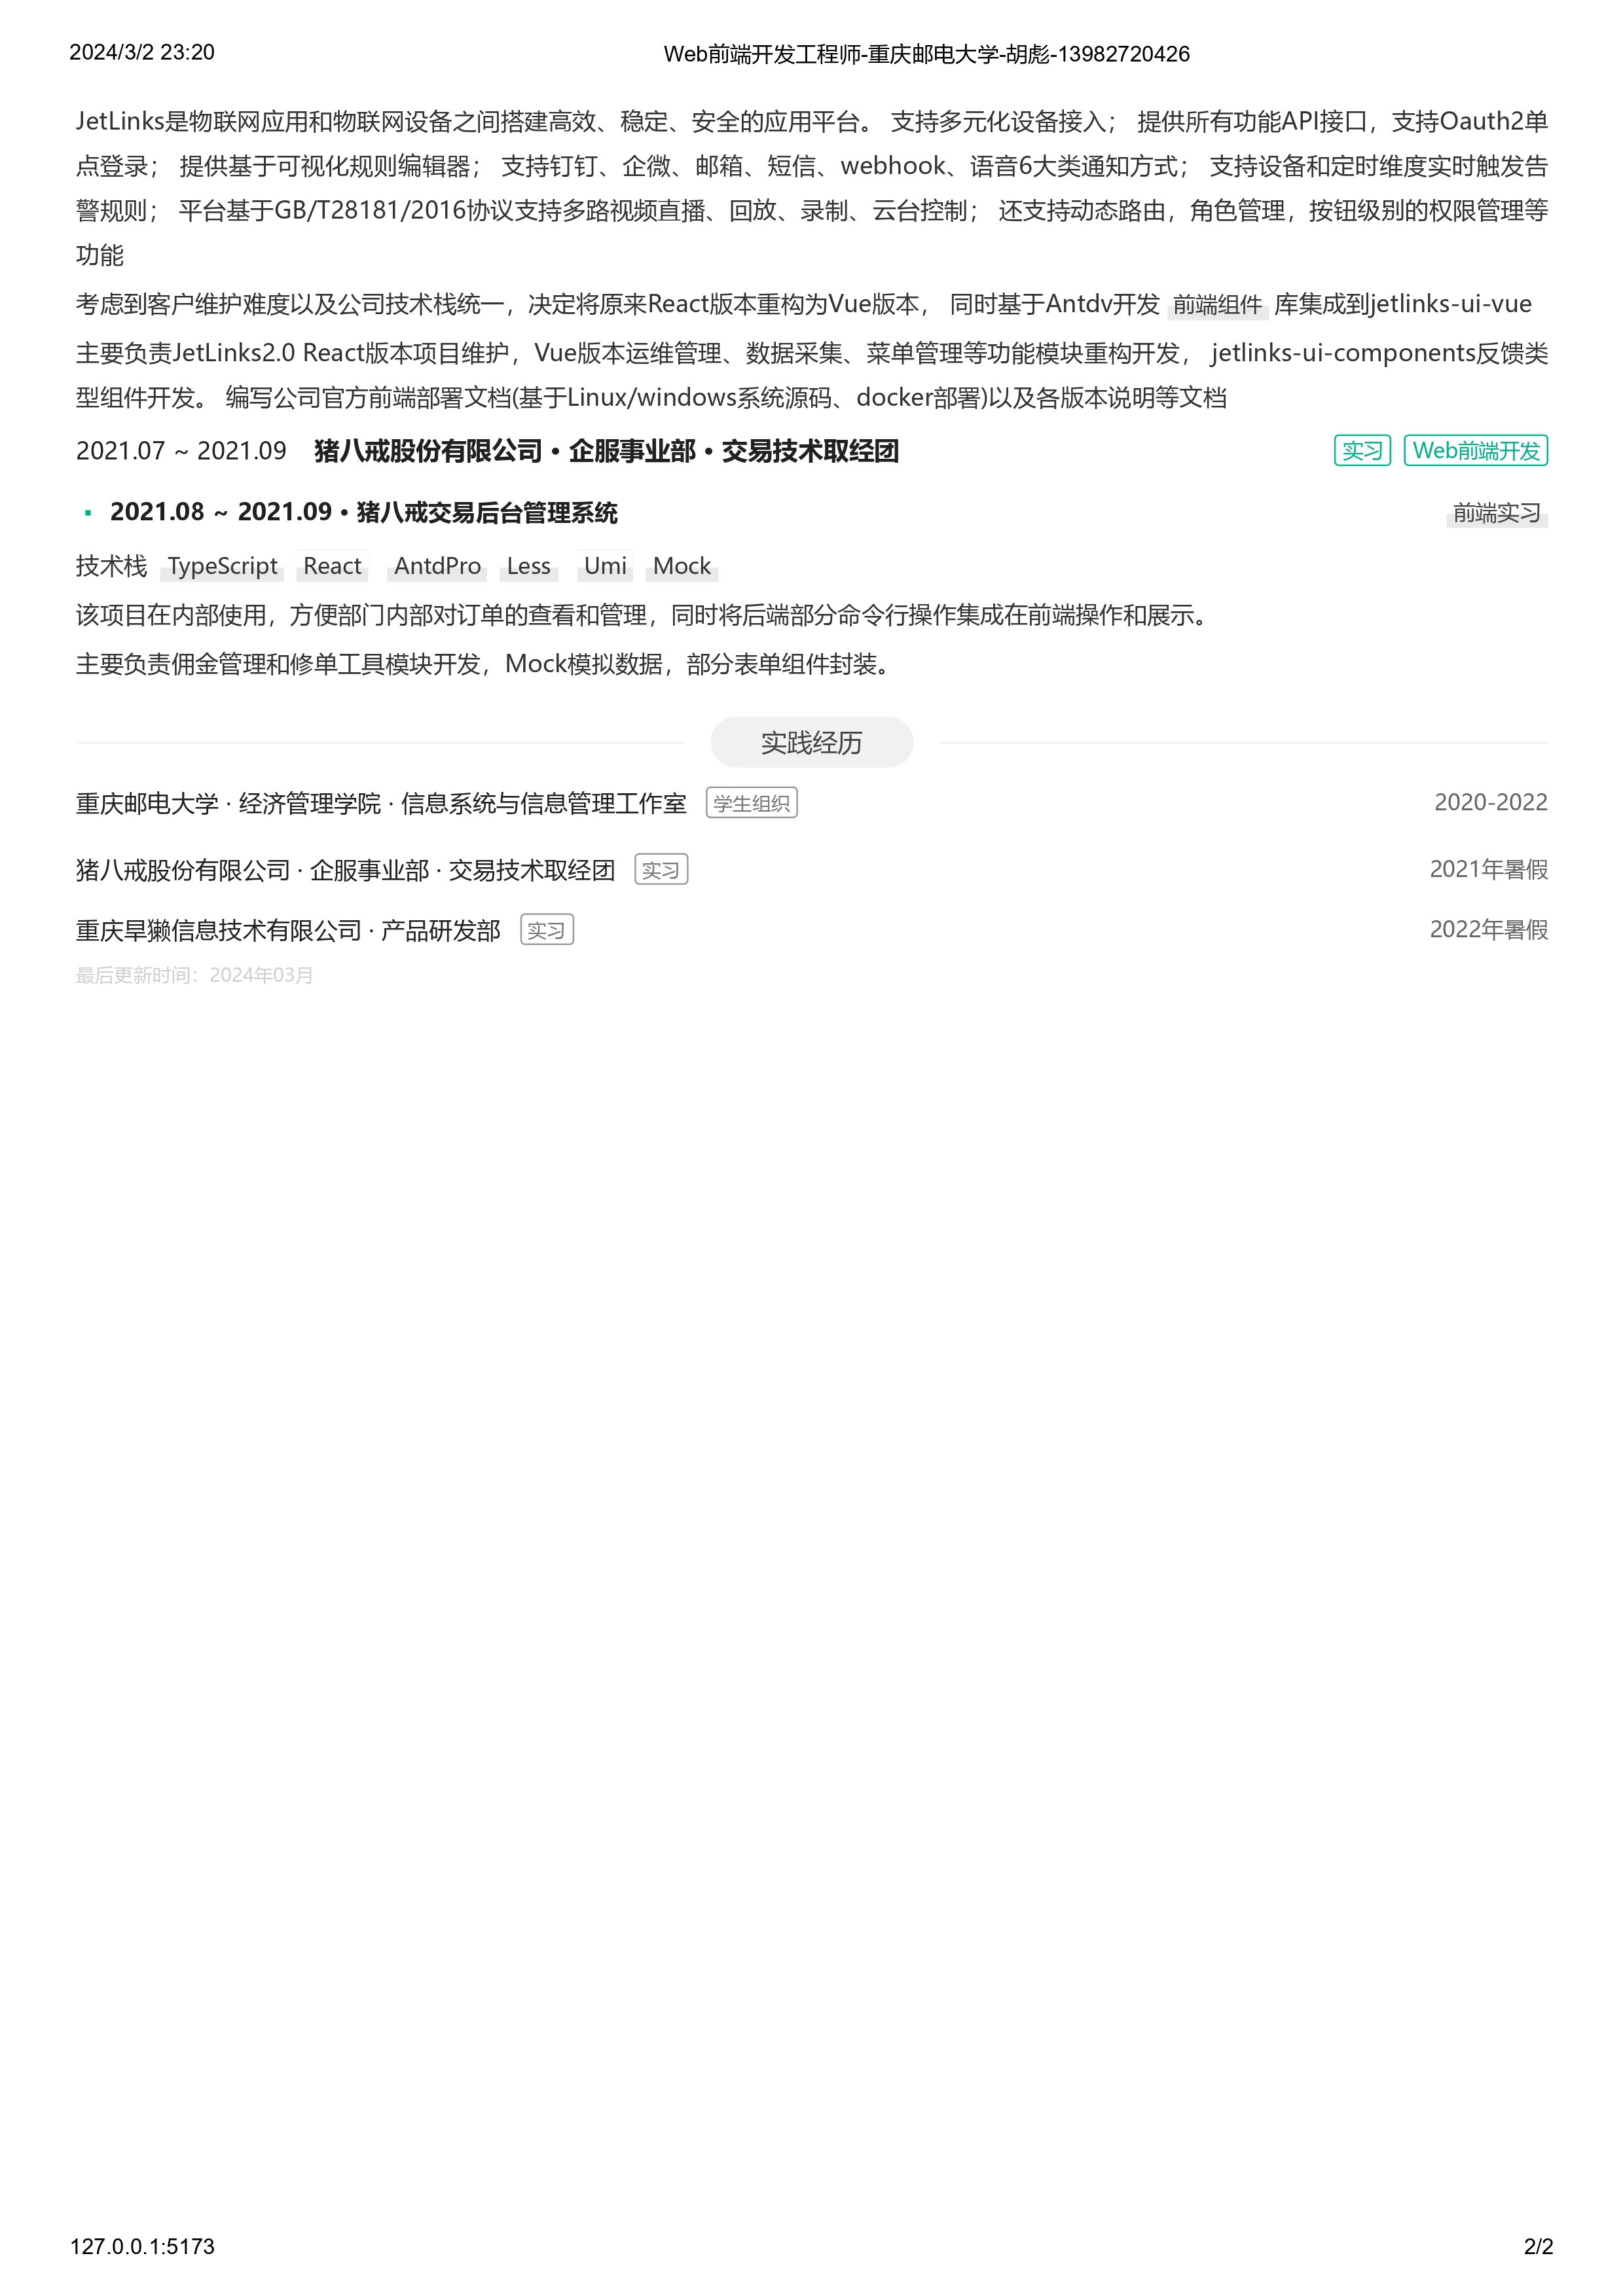 2024/3/2 23:20 Web前端开发工程师-重庆邮电大学-胡彪-13982720426
JetLinks是物联网应用和物联网设备之间搭建高效、稳定、安全的应用平台。 支持多元化设备接入； 提供所有功能API接口，支持Oauth2单
点登录； 提供基于可视化规则编辑器； 支持钉钉、企微、邮箱、短信、webhook、语音6大类通知方式； 支持设备和定时维度实时触发告
警规则； 平台基于GB/T28181/2016协议支持多路视频直播、回放、录制、云台控制； 还支持动态路由，角色管理，按钮级别的权限管理等
功能
考虑到客户维护难度以及公司技术栈统一，决定将原来React版本重构为Vue版本， 同时基于Antdv开发 前端组件 库集成到jetlinks-ui-vue
主要负责JetLinks2.0 React版本项目维护，Vue版本运维管理、数据采集、菜单管理等功能模块重构开发， jetlinks-ui-components反馈类
型组件开发。 编写公司官方前端部署文档(基于Linux/windows系统源码、docker部署)以及各版本说明等文档
2021.07 ~ 2021.09 猪八戒股份有限公司 • 企服事业部 • 交易技术取经团 实习 Web前端开发
▪ 2021.08 ~ 2021.09 • 猪八戒交易后台管理系统 前端实习
技术栈 TypeScript React AntdPro Less Umi Mock
该项目在内部使用，方便部门内部对订单的查看和管理，同时将后端部分命令行操作集成在前端操作和展示。
主要负责佣金管理和修单工具模块开发，Mock模拟数据，部分表单组件封装。
实践经历
重庆邮电大学 · 经济管理学院 · 信息系统与信息管理工作室 学生组织 2020-2022
猪八戒股份有限公司 · 企服事业部 · 交易技术取经团 实习 2021年暑假
重庆旱獭信息技术有限公司 · 产品研发部 实习 2022年暑假
最后更新时间：2024年03月
127.0.0.1:5173 2/2